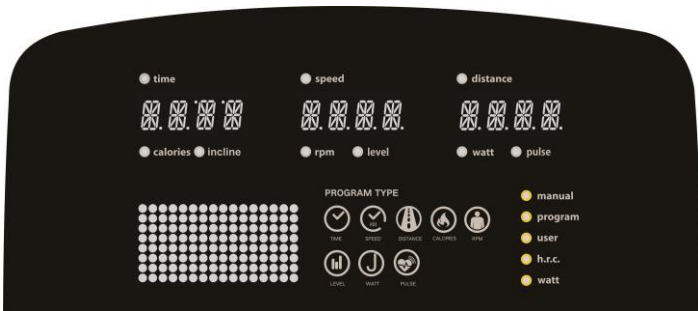 time speed distance
calories incline rpm level watt pulse
PROGRAM TYPE
TIME SPEED DISTANCE CALORIES RPM
LEVEL WATT PULSE
manual
program
user
h.r.c.
watt